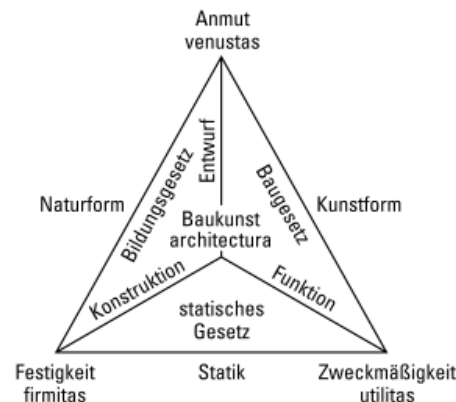 Anmut
venustas
Entwurf
Bildungsgesetz
Baugesetz
Naturform
Kunstform
Baukunst
architectura
Konstruktion
Funktion
statisches
Gesetz
Festigkeit
firmitas
Statik
Zweckmäßigkeit
utilitas